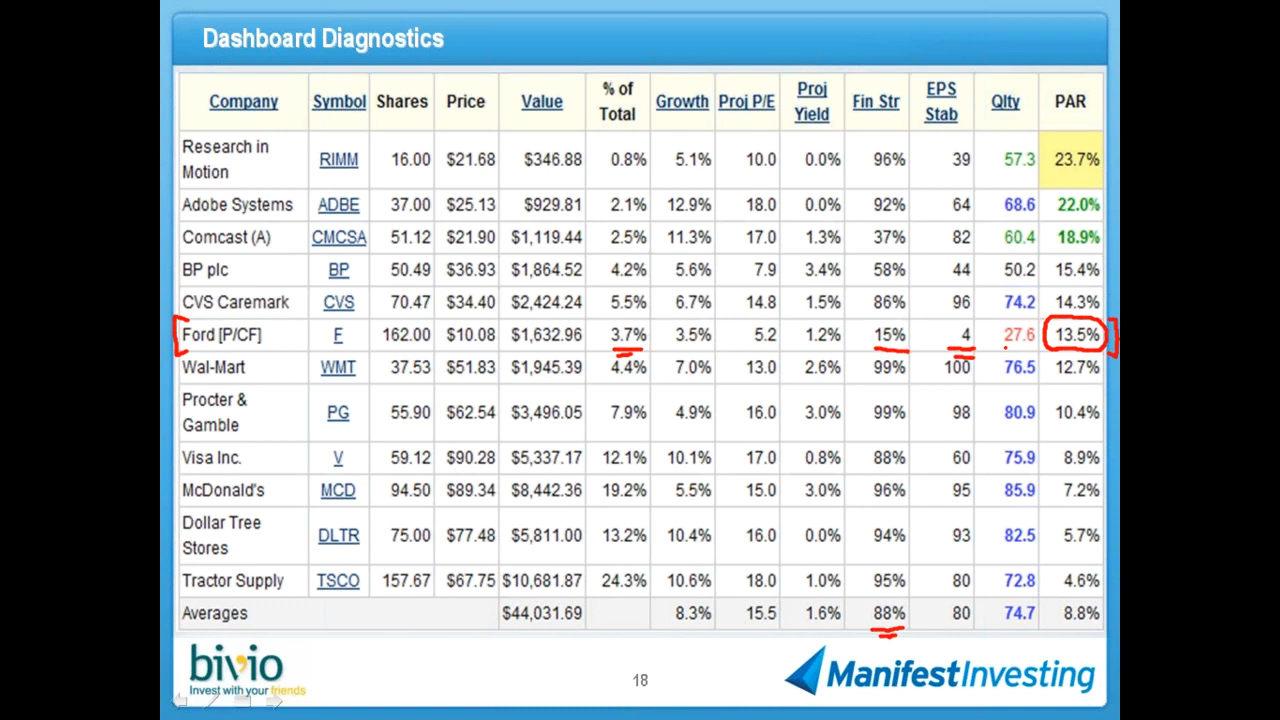 Dashboard Diagnostics
Company Symbol Shares Price Value % of Total Growth Proj P/E Proj Yield Fin Str EPS Stab Qlty PAR
Research in Motion RIMM 16.00 $21.68 $346.88 0.8% 5.1% 10.0 0.0% 96% 39 57.3 23.7%
Adobe Systems ADBE 37.00 $25.13 $929.81 2.1% 12.9% 18.0 0.0% 92% 64 68.6 22.0%
Comcast (A) CMCSA 51.12 $21.90 $1,119.44 2.5% 11.3% 17.0 1.3% 37% 82 60.4 18.9%
BP plc BP 50.49 $36.93 $1,864.52 4.2% 5.6% 7.9 3.4% 58% 44 50.2 15.4%
CVS Caremark CVS 70.47 $34.40 $2,424.24 5.5% 6.7% 14.8 1.5% 86% 96 74.2 14.3%
Ford [P/CF] F 162.00 $10.08 $1,632.96 3.7% 3.5% 5.2 1.2% 15% 4 27.6 13.5%
Wal-Mart WMT 37.53 $51.83 $1,945.39 4.4% 7.0% 13.0 2.6% 99% 100 76.5 12.7%
Procter & Gamble PG 55.90 $62.54 $3,496.05 7.9% 4.9% 16.0 3.0% 99% 98 80.9 10.4%
Visa Inc. V 59.12 $90.28 $5,337.17 12.1% 10.1% 17.0 0.8% 88% 60 75.9 8.9%
McDonald's MCD 94.50 $89.34 $8,442.36 19.2% 5.5% 15.0 3.0% 96% 95 85.9 7.2%
Dollar Tree Stores DLTR 75.00 $77.48 $5,811.00 13.2% 10.4% 16.0 0.0% 94% 93 82.5 5.7%
Tractor Supply TSCO 157.67 $67.75 $10,681.87 24.3% 10.6% 18.0 1.0% 95% 80 72.8 4.6%
Averages $44,031.69 8.3% 15.5 1.6% 88% 80 74.7 8.8%
bivio
Invest with your friends
18
ManifestInvesting